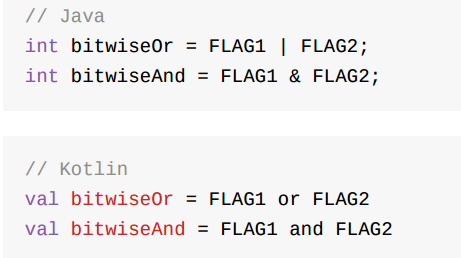 // Java
int bitwiseOr = FLAG1 | FLAG2;
int bitwiseAnd = FLAG1 & FLAG2;
// Kotlin
val bitwiseOr = FLAG1 or FLAG2
val bitwiseAnd = FLAG1 and FLAG2